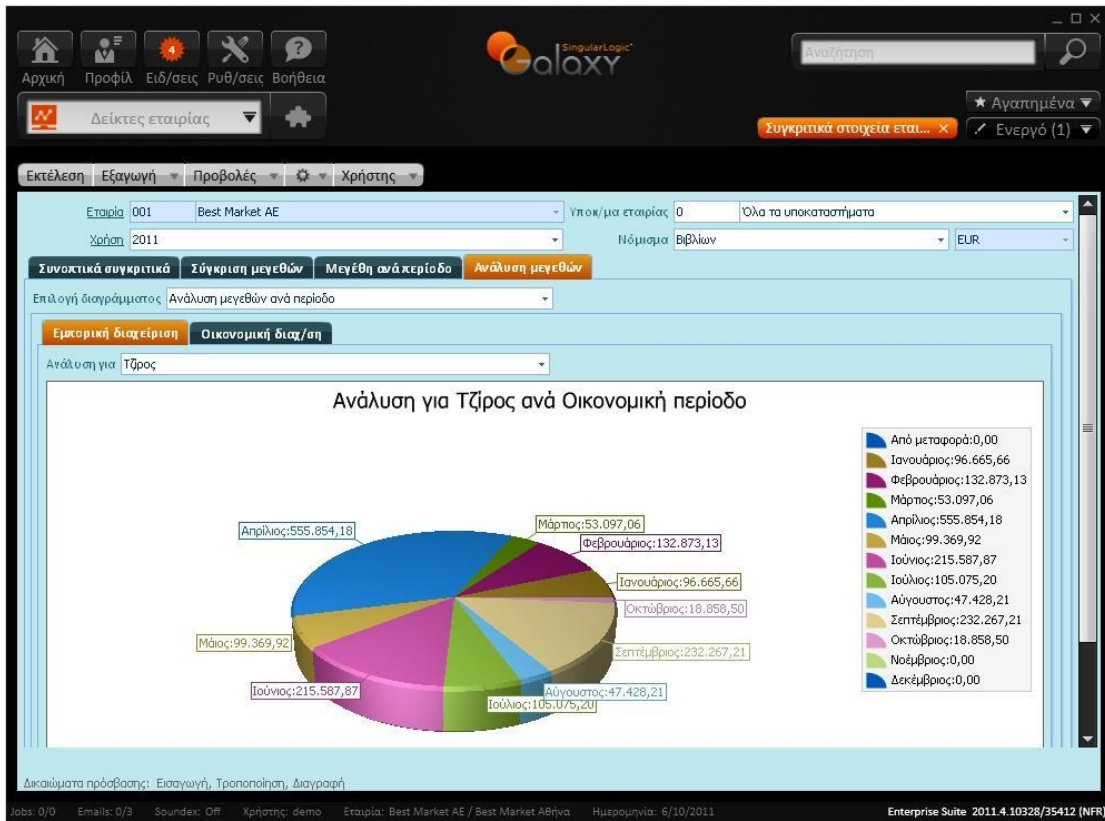 Αρχική Προφίλ Ειδ/σεις Ρυθ/σεις Βοήθεια
4
SingularLogic
Galaxy
Αναζήτηση
Δείκτες εταιρίας
Αγαπημένα
Συγκριτικά στοιχεία εται... ×
Ενεργό (1)
Εκτέλεση Εξαγωγή Προβολές Χρήστης
Εταιρία 001 Best Market AE Υποκ/μα εταιρίας 0 Όλα τα υποκαταστήματα
Χρήση 2011 Νόμισμα Βιβλίων EUR
Συνοπτικά συγκριτικά Σύγκριση μεγεθών Μεγέθη ανά περίοδο Ανάλυση μεγεθών
Επιλογή διαγράμματος Ανάλυση μεγεθών ανά περίοδο
Εμπορική διαχείριση Οικονομική διαχ/ση
Ανάλυση για Τζίρος
Ανάλυση για Τζίρος ανά Οικονομική περίοδο
Από μεταφορά:0,00
Ιανουάριος:96.665,66
Φεβρουάριος:132.873,13
Μάρτιος:53.097,06
Απρίλιος:555.854,18
Μάιος:99.369,92
Ιούνιος:215.587,87
Ιούλιος:105.075,20
Αύγουστος:47.428,21
Σεπτέμβριος:232.267,21
Οκτώβριος:18.858,50
Νοέμβριος:0,00
Δεκέμβριος:0,00
Απρίλιος:555.854,18
Μάρτιος:53.097,06
Φεβρουάριος:132.873,13
Ιανουάριος:96.665,66
Οκτώβριος:18.858,50
Μάιος:99.369,92
Σεπτέμβριος:232.267,21
Ιούνιος:215.587,87
Αύγουστος:47.428,21
Ιούλιος:105.075,20
Δικαιώματα πρόσβασης: Εισαγωγή, Τροποποίηση, Διαγραφή
Jobs: 0/0 Emails: 0/3 Soundex: Off Χρήστης: demo Εταιρία: Best Market AE / Best Market Αθήνα Ημερομηνία: 6/10/2011 Enterprise Suite 2011.4.10328/35412 (NFR)